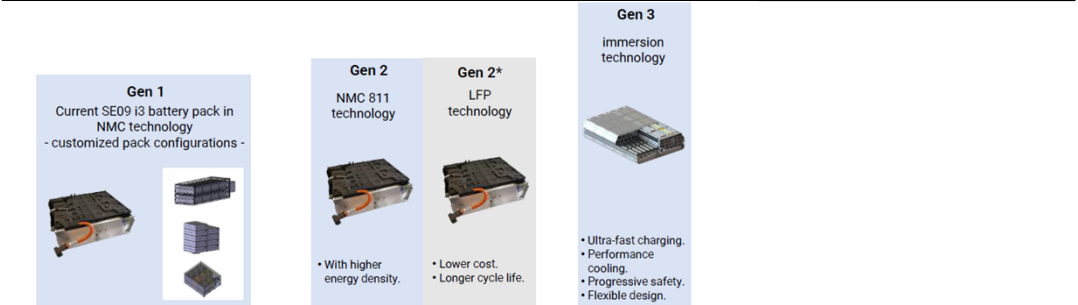 Gen 1
Current SE09 i3 battery pack in
NMC technology
- customized pack configurations -
Gen 2
NMC 811
technology
• With higher
energy density.
Gen 2*
LFP
technology
• Lower cost.
• Longer cycle life.
Gen 3
immersion
technology
• Ultra-fast charging.
• Performance
cooling.
• Progressive safety.
• Flexible design.